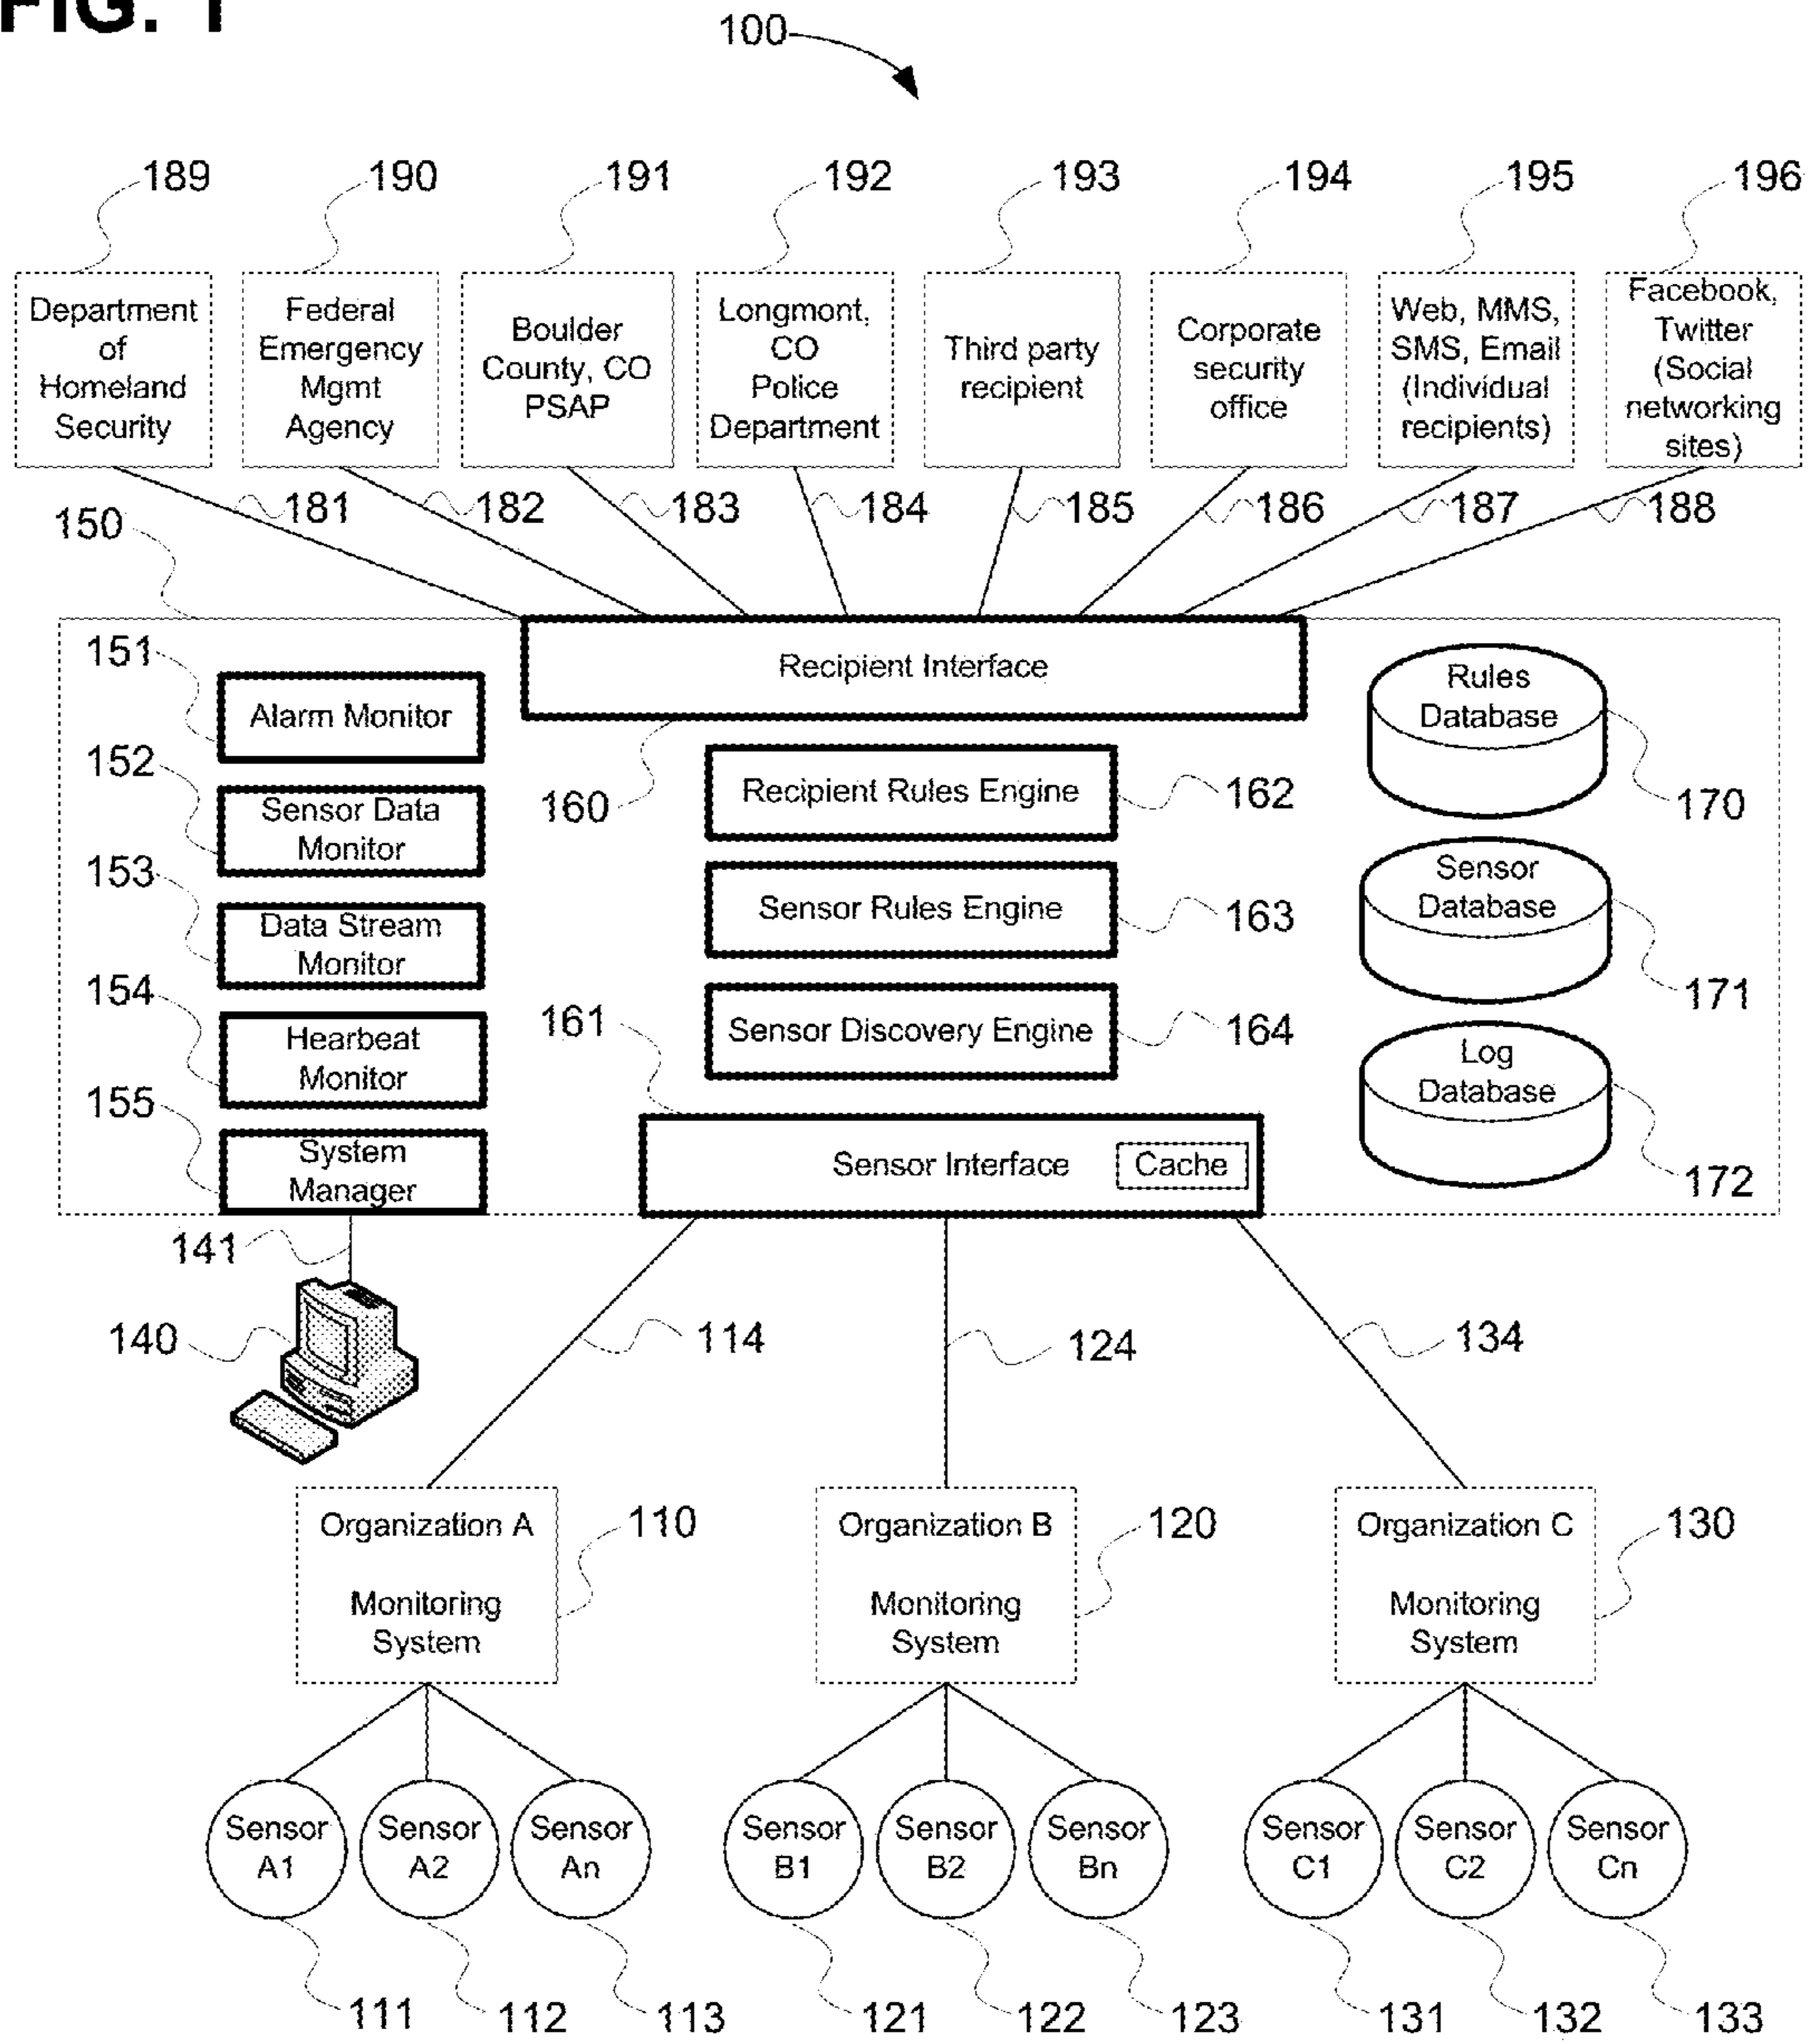 FIG. 1
100
189
190
191
192
193
194
195
196
Department
of
Homeland
Security
Federal
Emergency
Mgmt
Agency
Boulder
County, CO
PSAP
Longmont,
CO
Police
Department
Third party
recipient
Corporate
security
office
Web, MMS,
SMS, Email
(Individual
recipients)
Facebook,
Twitter
(Social
networking
sites)
181
182
183
184
185
186
187
188
150
151
152
153
154
155
Alarm Monitor
Sensor Data
Monitor
Data Stream
Monitor
Hearbeat
Monitor
System
Manager
Recipient Interface
160
Recipient Rules Engine
162
Sensor Rules Engine
163
Sensor Discovery Engine
164
161
Sensor Interface
Cache
Rules
Database
170
Sensor
Database
171
Log
Database
172
141
140
114
124
134
Organization A
Monitoring
System
110
Organization B
Monitoring
System
120
Organization C
Monitoring
System
130
Sensor
A1
Sensor
A2
Sensor
An
Sensor
B1
Sensor
B2
Sensor
Bn
Sensor
C1
Sensor
C2
Sensor
Cn
111
112
113
121
122
123
131
132
133